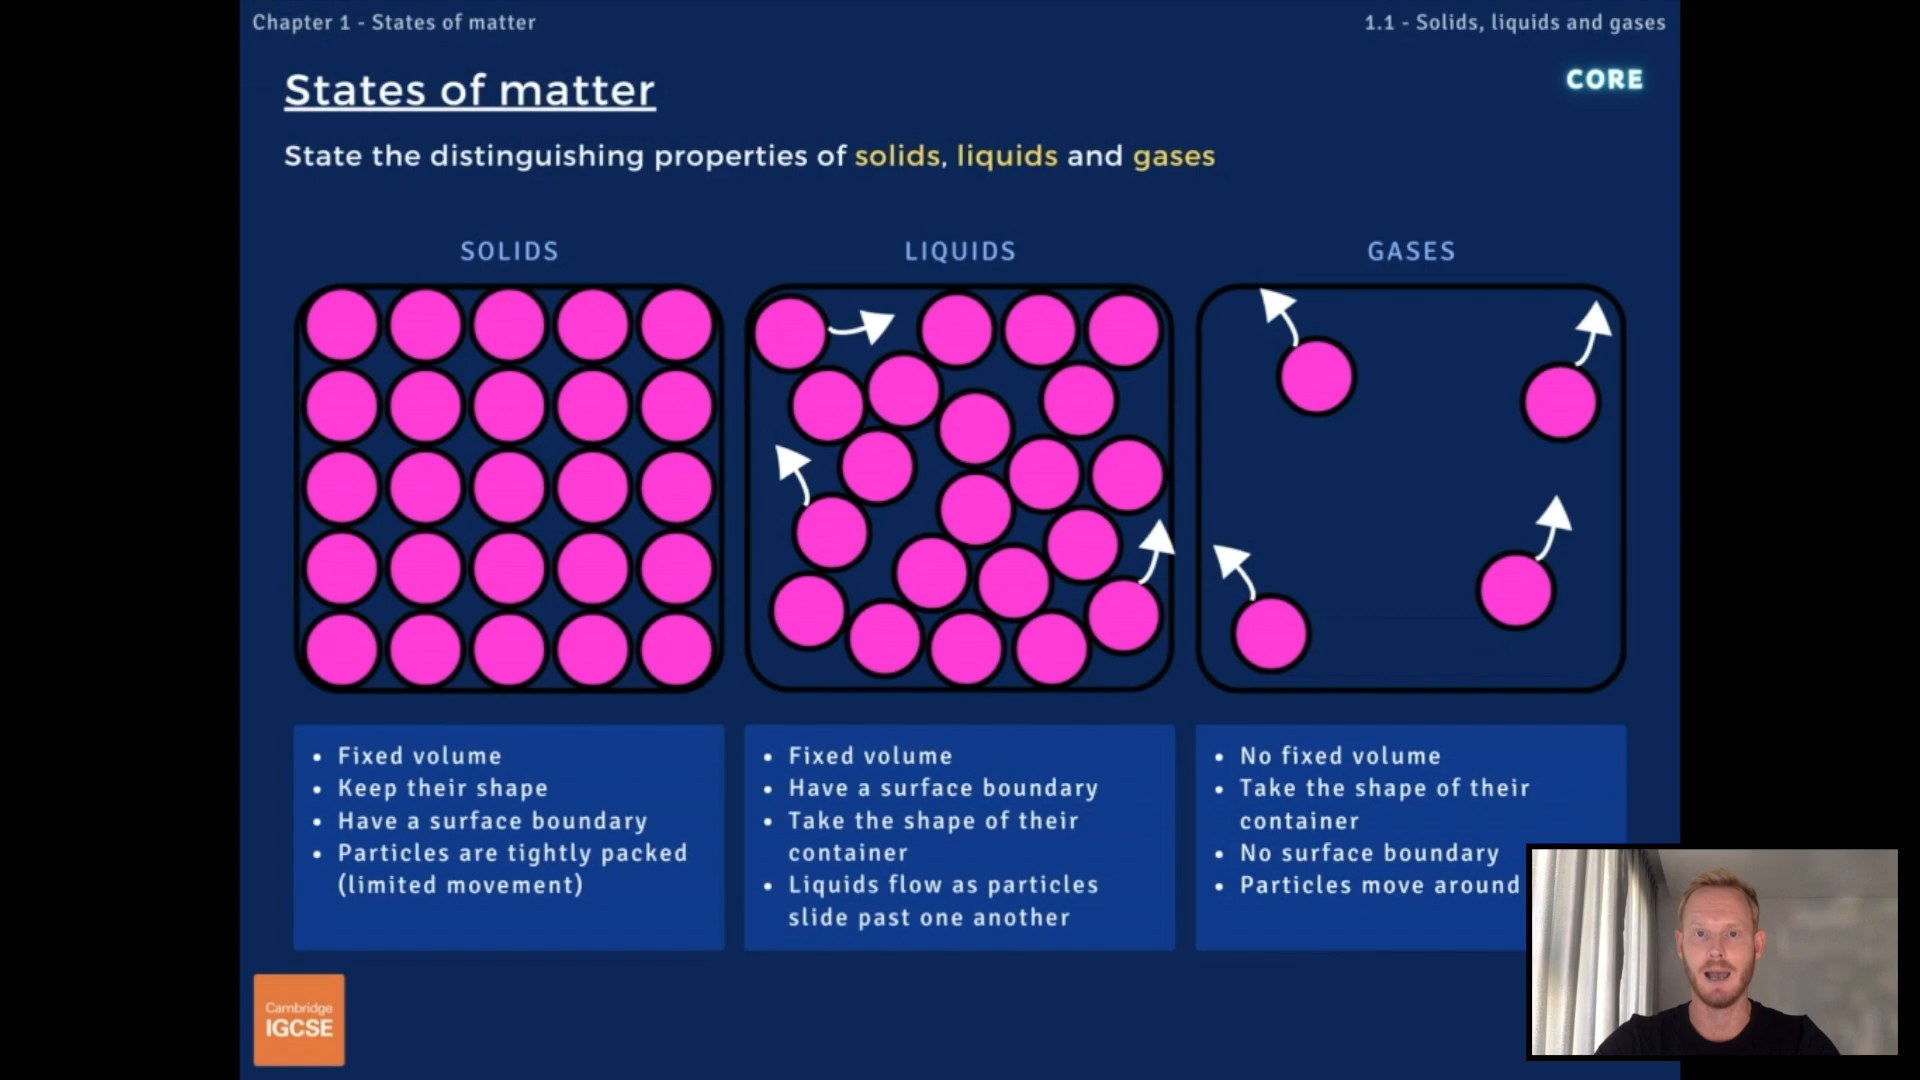 Chapter 1 - States of matter
1.1 - Solids, liquids and gases
States of matter
CORE
State the distinguishing properties of solids, liquids and gases
SOLIDS
LIQUIDS
GASES
• Fixed volume
• Keep their shape
• Have a surface boundary
• Particles are tightly packed
(limited movement)
• Fixed volume
• Have a surface boundary
• Take the shape of their
container
• Liquids flow as particles
slide past one another
• No fixed volume
• Take the shape of their
container
• No surface boundary
• Particles move around
Cambridge
IGCSE